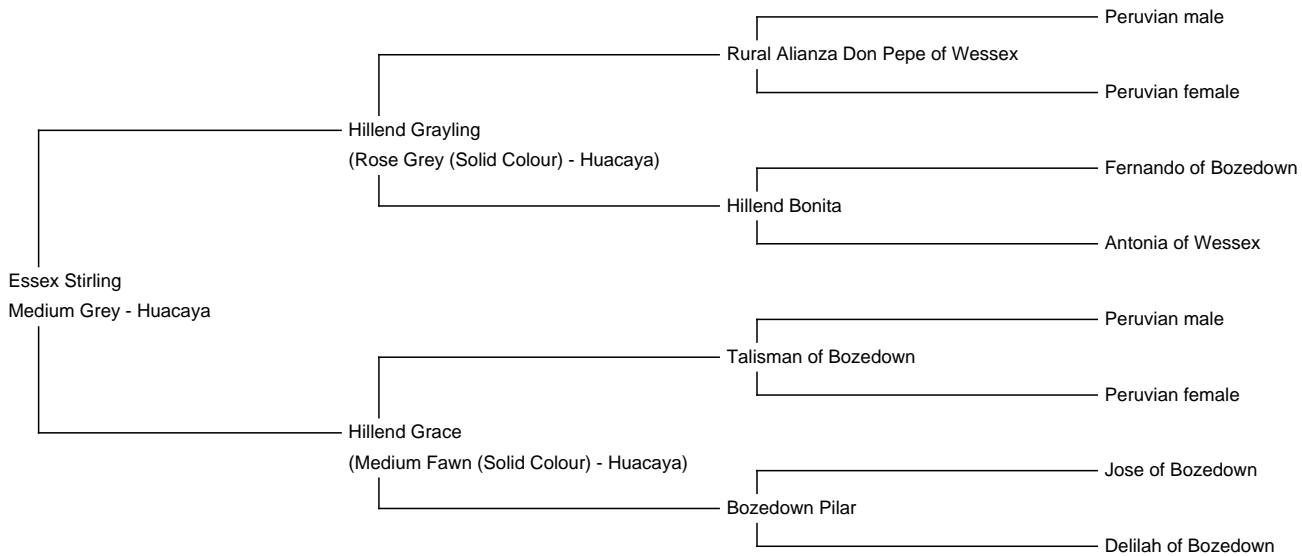 Peruvian male
Rural Alianza Don Pepe of Wessex
Peruvian female
Hillend Grayling
(Rose Grey (Solid Colour) - Huacaya)
Fernando of Bozedown
Hillend Bonita
Antonia of Wessex
Essex Stirling
Medium Grey - Huacaya
Peruvian male
Talisman of Bozedown
Peruvian female
Hillend Grace
(Medium Fawn (Solid Colour) - Huacaya)
Jose of Bozedown
Bozedown Pilar
Delilah of Bozedown